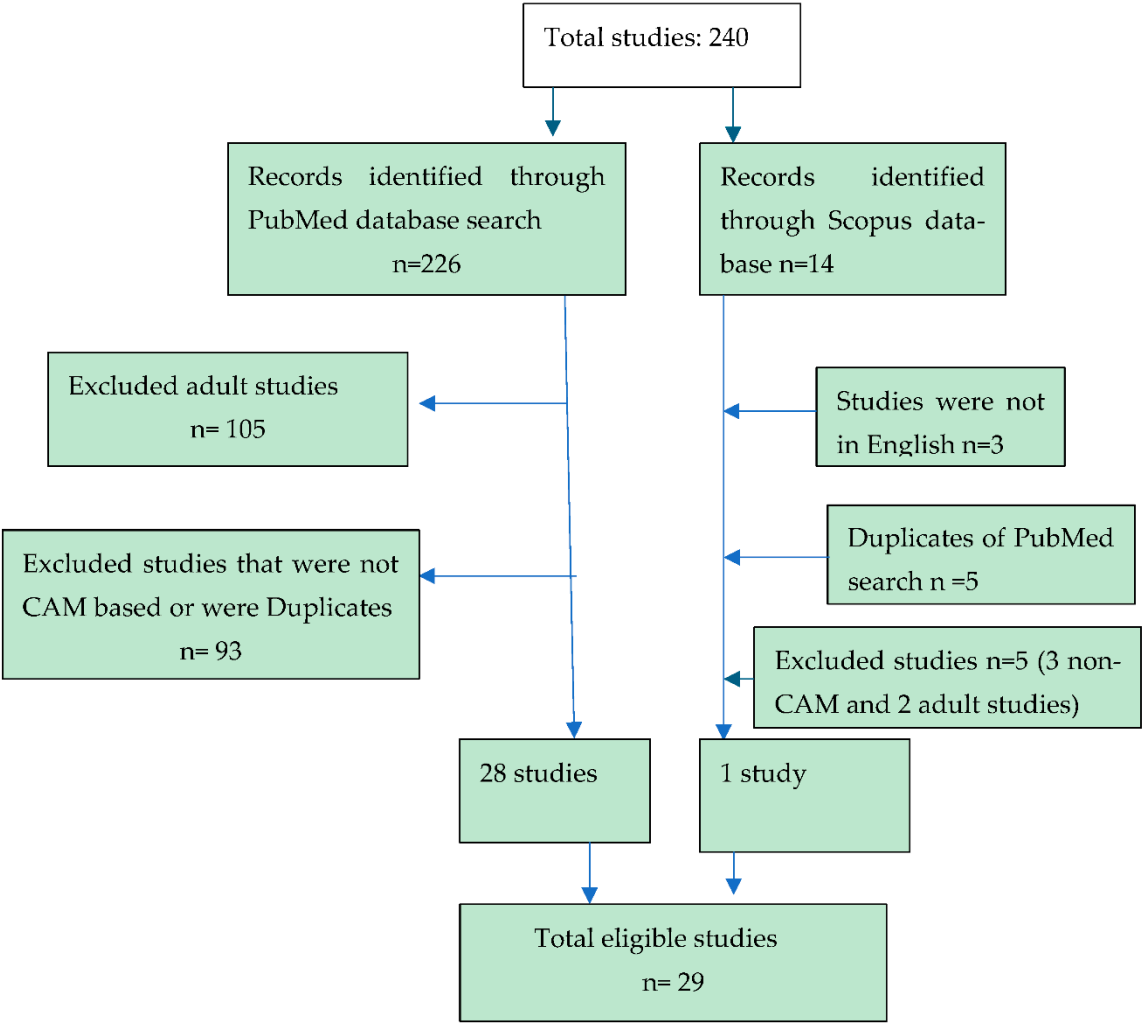 Total studies: 240
Records identified through
PubMed database search
n=226
Records identified
through Scopus data-
base n=14
Excluded adult studies
n= 105
Studies were not
in English n=3
Excluded studies that were not
CAM based or were Duplicates
n= 93
Duplicates of PubMed
search n =5
Excluded studies n=5 (3 non-
CAM and 2 adult studies)
28 studies
1 study
Total eligible studies
n= 29